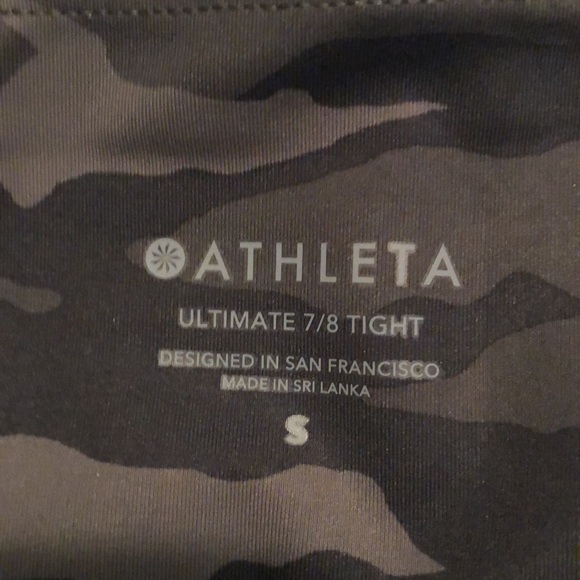 ATHLETA
ULTIMATE 7/8 TIGHT
DESIGNED IN SAN FRANCISCO
MADE IN SRI LANKA
S